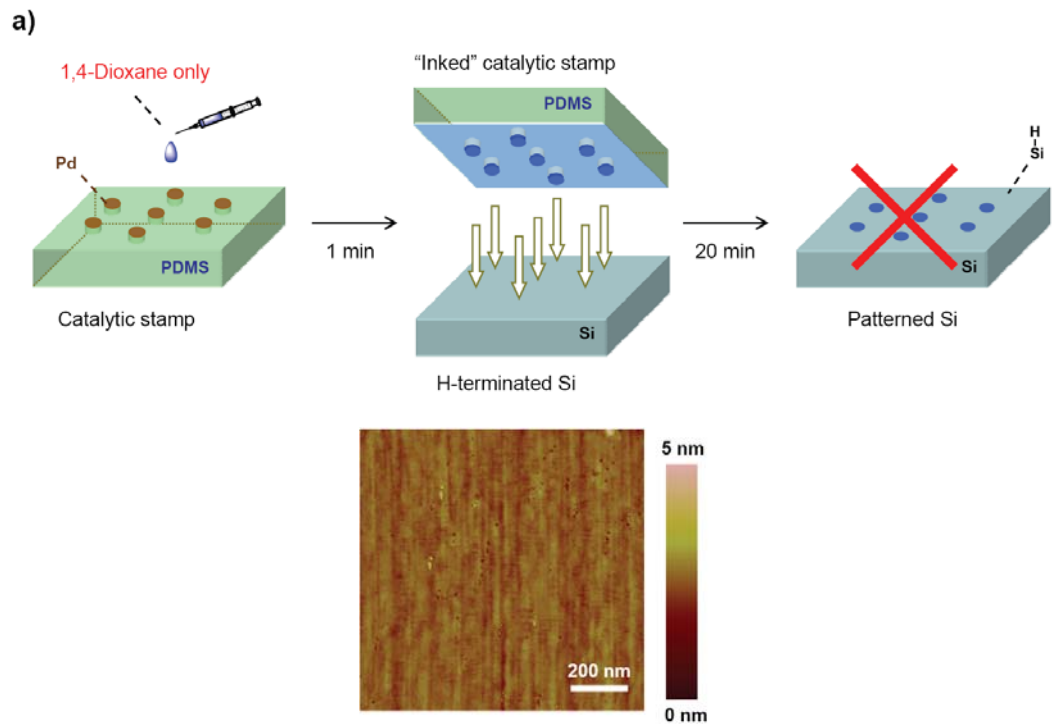 a)
1,4-Dioxane only
Pd
PDMS
Catalytic stamp
1 min
“Inked” catalytic stamp
PDMS
Si
H-terminated Si
20 min
H
Si
Si
Patterned Si
5 nm
200 nm
0 nm